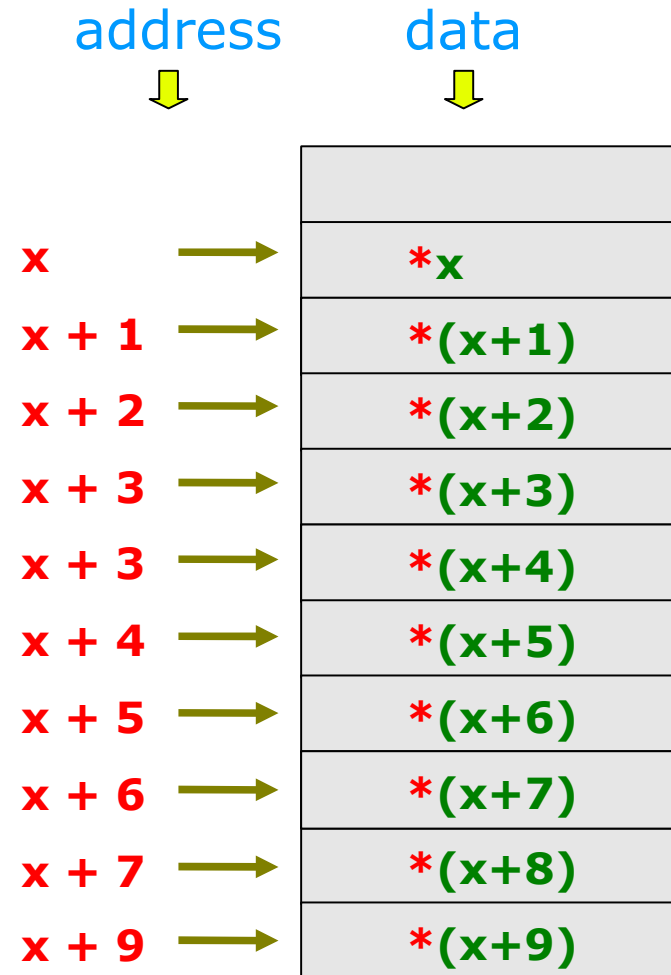 address data
x *x
x + 1 *(x+1)
x + 2 *(x+2)
x + 3 *(x+3)
x + 3 *(x+4)
x + 4 *(x+5)
x + 5 *(x+6)
x + 6 *(x+7)
x + 7 *(x+8)
x + 9 *(x+9)